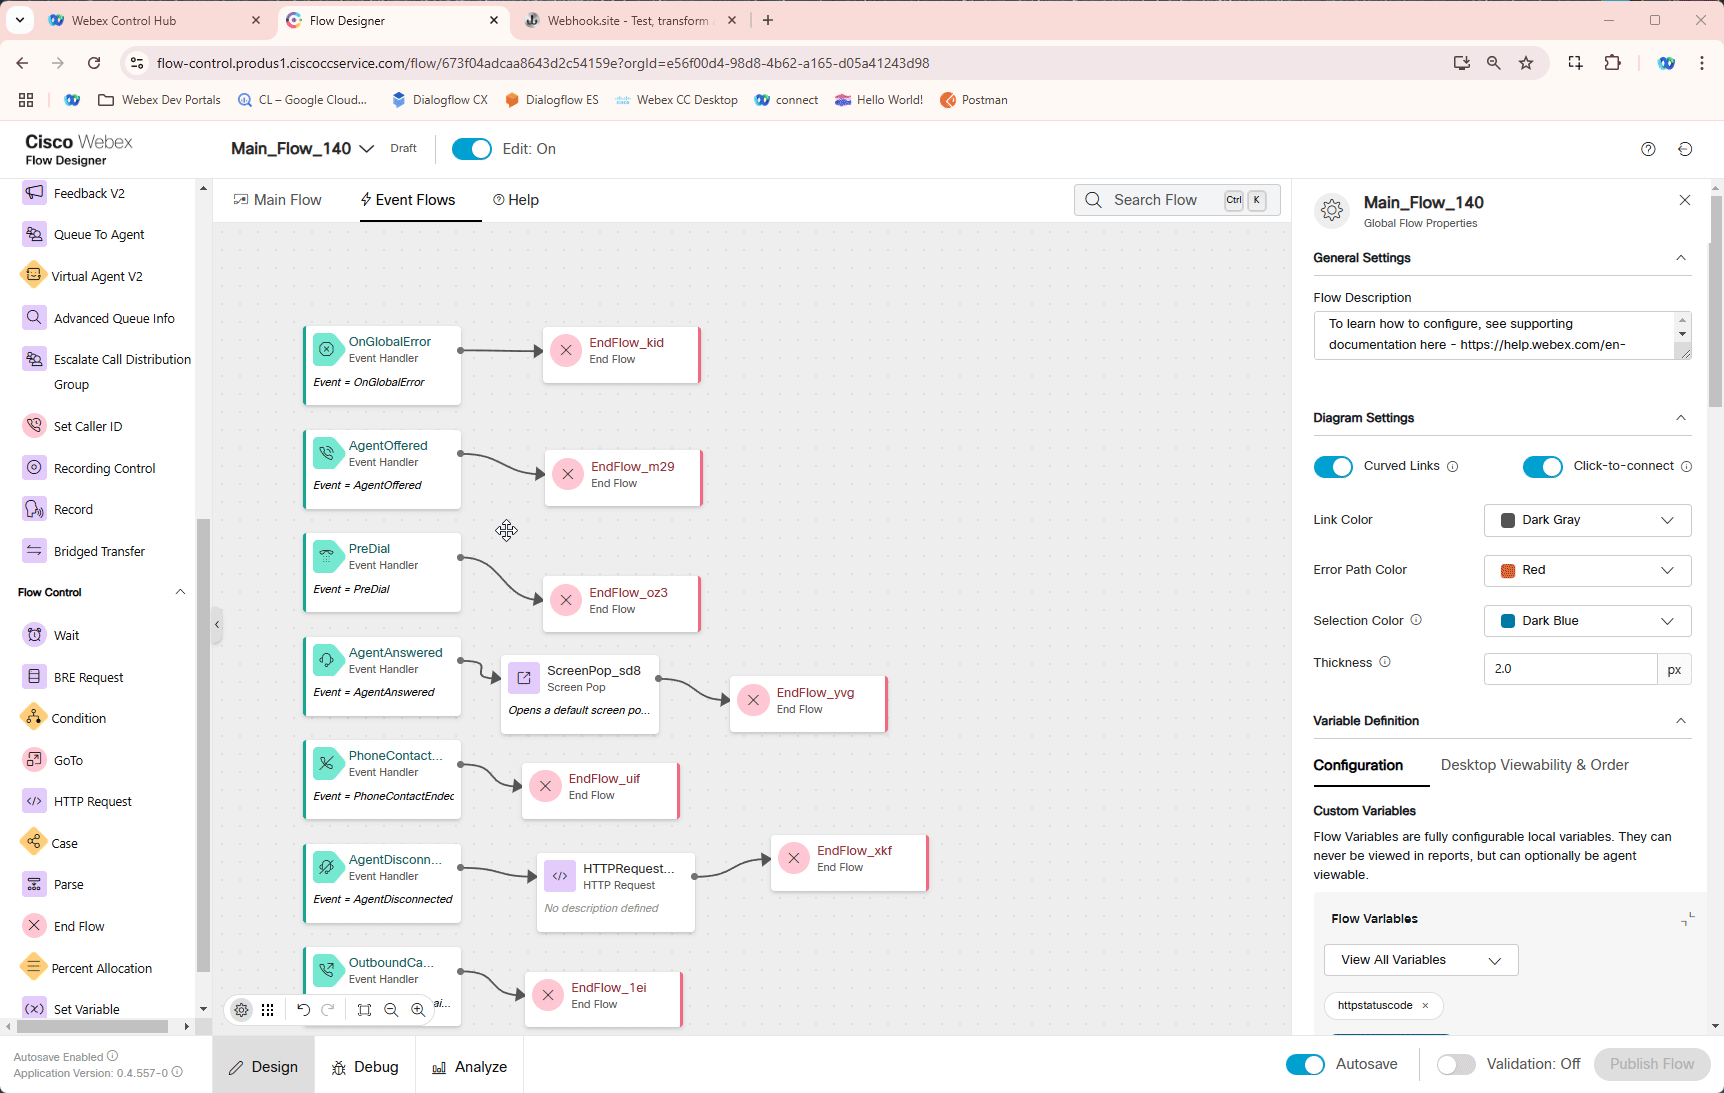 Webex Control Hub
Flow Designer
Webhook.site - Test, transform
flow-control.produs1.ciscoccservice.com/flow/673f04adcaa8643d2c54159e?orgId=e56f00d4-98d8-4b62-a165-d05a41243d98
Webex Dev Portals
CL – Google Cloud...
Dialogflow CX
Dialogflow ES
Webex CC Desktop
connect
Hello World!
Postman
Cisco Webex
Flow Designer
Main_Flow_140
Draft
Edit: On
Feedback V2
Queue To Agent
Virtual Agent V2
Advanced Queue Info
Escalate Call Distribution
Group
Set Caller ID
Recording Control
Record
Bridged Transfer
Flow Control
Wait
BRE Request
Condition
GoTo
HTTP Request
Case
Parse
End Flow
Percent Allocation
Set Variable
Main Flow
Event Flows
Help
Search Flow
Ctrl
K
OnGlobalError
Event Handler
Event = OnGlobalError
EndFlow_kid
End Flow
AgentOffered
Event Handler
Event = AgentOffered
EndFlow_m29
End Flow
PreDial
Event Handler
Event = PreDial
EndFlow_oz3
End Flow
AgentAnswered
Event Handler
Event = AgentAnswered
ScreenPop_sd8
Screen Pop
Opens a default screen po...
EndFlow_yvg
End Flow
PhoneContact...
Event Handler
Event = PhoneContactEnded
EndFlow_uif
End Flow
AgentDisconn...
Event Handler
Event = AgentDisconnected
HTTPRequest...
HTTP Request
No description defined
EndFlow_xkf
End Flow
OutboundCa...
Event Handler
ai...
EndFlow_1ei
End Flow
Main_Flow_140
Global Flow Properties
General Settings
Flow Description
To learn how to configure, see supporting
documentation here - https://help.webex.com/en-
Diagram Settings
Curved Links
Click-to-connect
Link Color
Dark Gray
Error Path Color
Red
Selection Color
Dark Blue
Thickness
2.0
px
Variable Definition
Configuration
Desktop Viewability & Order
Custom Variables
Flow Variables are fully configurable local variables. They can
never be viewed in reports, but can optionally be agent
viewable.
Flow Variables
View All Variables
httpstatuscode
Autosave Enabled
Application Version: 0.4.557-0
Design
Debug
Analyze
Autosave
Validation: Off
Publish Flow